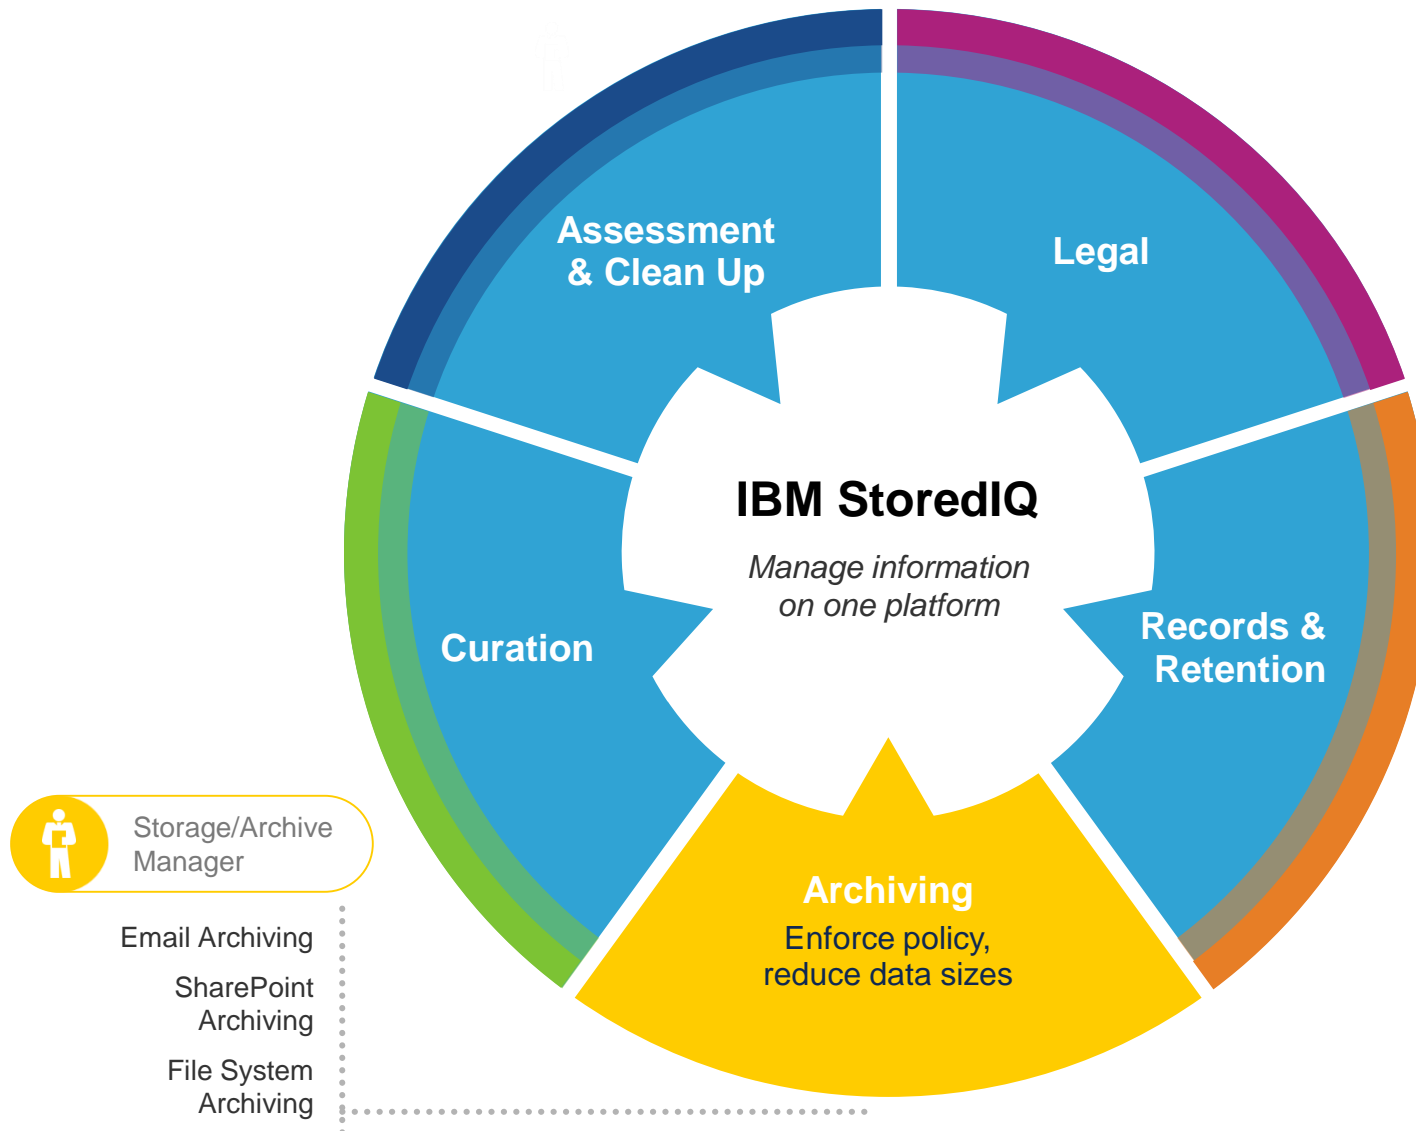 Assessment
& Clean Up
Legal
IBM StoredIQ
Manage information
on one platform
Curation
Records &
Retention
Storage/Archive
Manager
Archiving
Enforce policy,
reduce data sizes
Email Archiving
SharePoint
Archiving
File System
Archiving